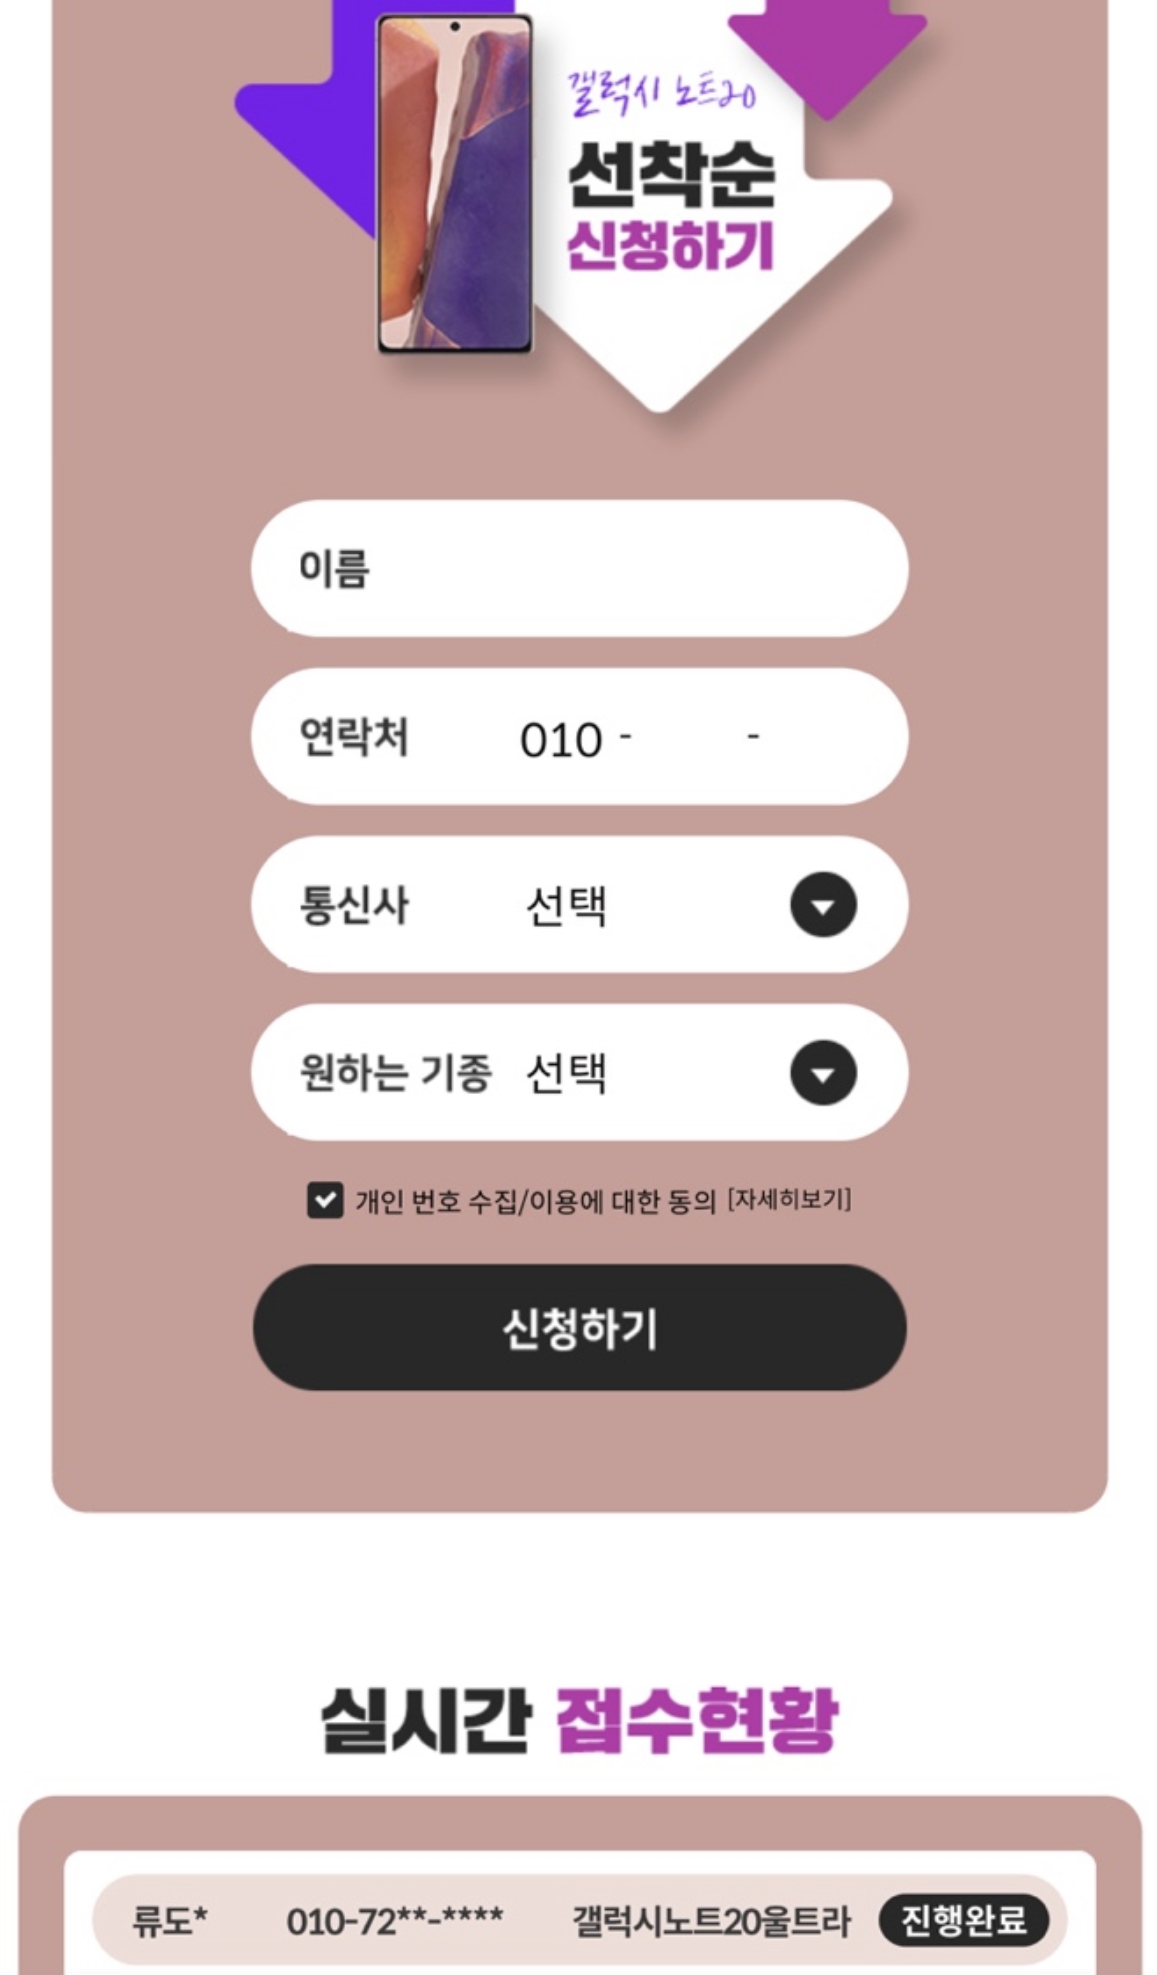 갤럭시 노트20
선착순
신청하기
이름
연락처 010 - -
통신사 선택
원하는 기종 선택
개인 번호 수집/이용에 대한 동의 [자세히보기]
신청하기
실시간 접수현황
류도* 010-72**-**** 갤럭시노트20울트라 진행완료